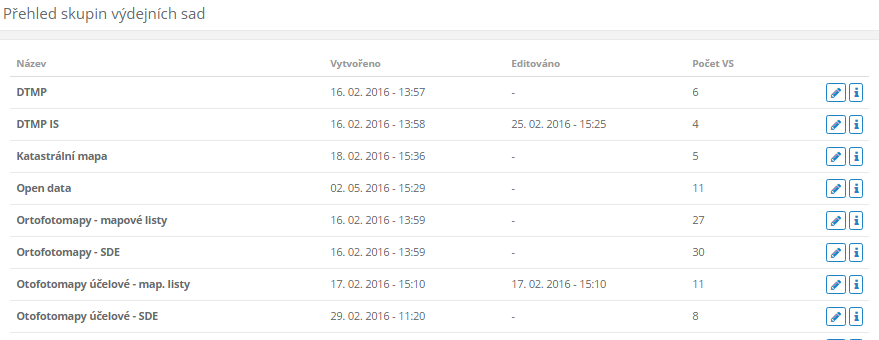 Přehled skupin výdejních sad
Název Vytvořeno Editováno Počet VS
DTMP 16. 02. 2016 - 13:57 - 6
DTMP IS 16. 02. 2016 - 13:58 25. 02. 2016 - 15:25 4
Katastrální mapa 18. 02. 2016 - 15:36 - 5
Open data 02. 05. 2016 - 15:29 - 11
Ortofotomapy - mapové listy 16. 02. 2016 - 13:59 - 27
Ortofotomapy - SDE 16. 02. 2016 - 13:59 - 30
Otofotomapy účelové - map. listy 17. 02. 2016 - 15:10 17. 02. 2016 - 15:10 11
Otofotomapy účelové - SDE 29. 02. 2016 - 11:20 - 8